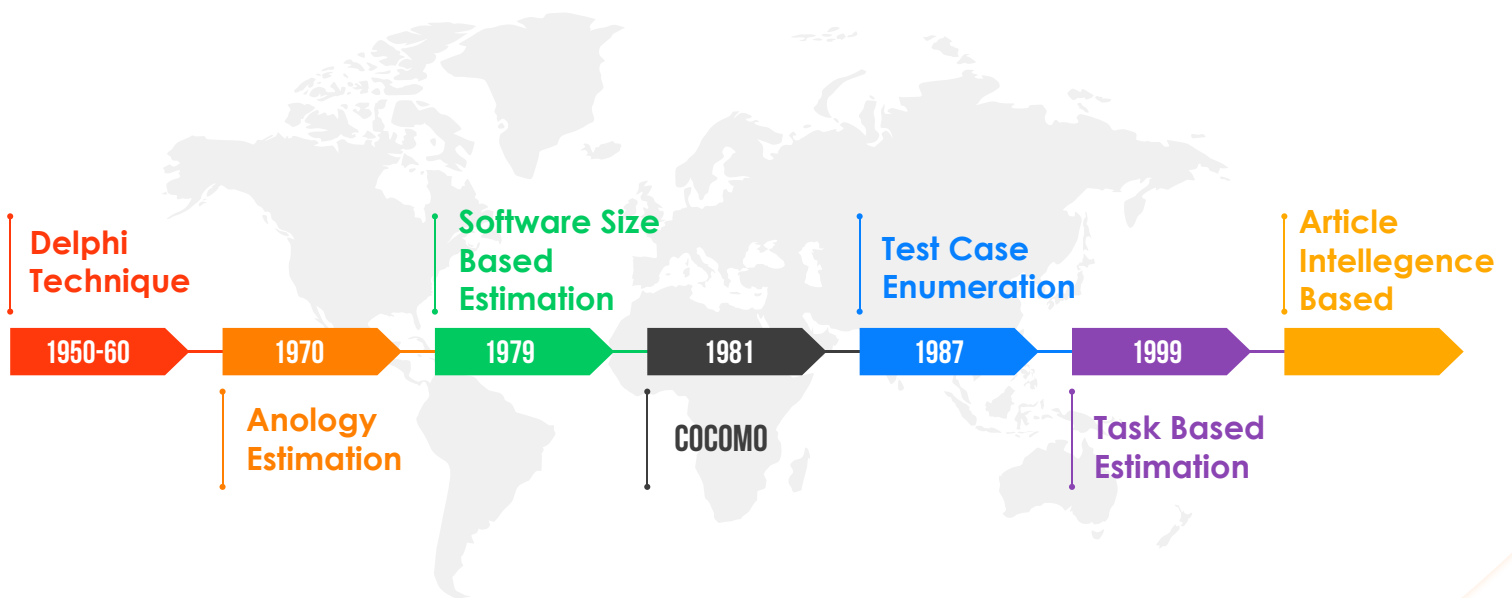 Delphi
Technique
1950-60
1970
Anology
Estimation
Software Size
Based
Estimation
1979
1981
COCOMO
Test Case
Enumeration
1987
1999
Task Based
Estimation
Article
Intellegence
Based